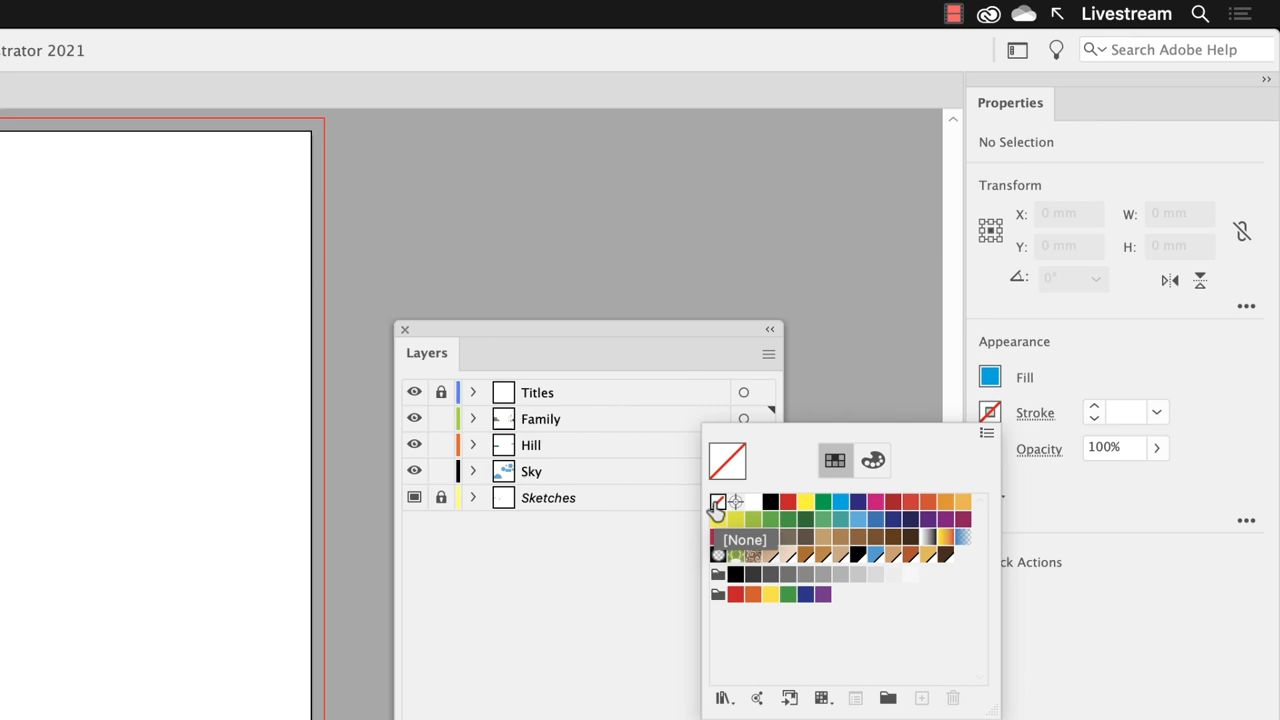 Livestream
strator 2021
Search Adobe Help
Properties
No Selection
Transform
X: 0 mm W: 0 mm
Y: 0 mm H: 0 mm
0°
Appearance
Fill
Stroke
Opacity 100%
ck Actions
Layers
Titles
Family
Hill
Sky
Sketches
[None]